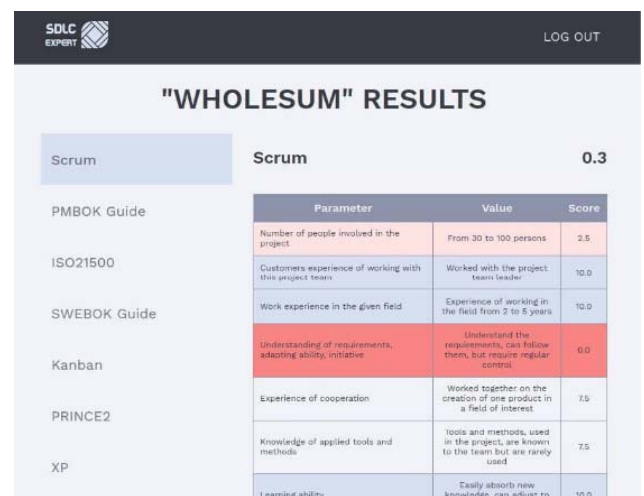 SDLC
EXPERT
LOG OUT
"WHOLESUM" RESULTS
Scrum
PMBOK Guide
ISO21500
SWEBOK Guide
Kanban
PRINCE2
XP
Scrum 0.3
Parameter Value Score
Number of people involved in the
project
From 30 to 100 persons
2.5
Customers experience of working with
this project team
Worked with the project
team leader
10.0
Work experience in the given field
Experience of working in
the field from 2 to 5 years
10.0
Understanding of requirements,
adapting ability, initiative
Understand the
requirements, can follow
them, but require regular
control
0.0
Experience of cooperation
Worked together on the
creation of one product in
a field of interest
7.5
Knowledge of applied tools and
methods
Tools and methods, used
in the project, are known
to the team but are rarely
used
7.5
Learning ability
Easily absorb new
knowledge, can adjust to
10.0